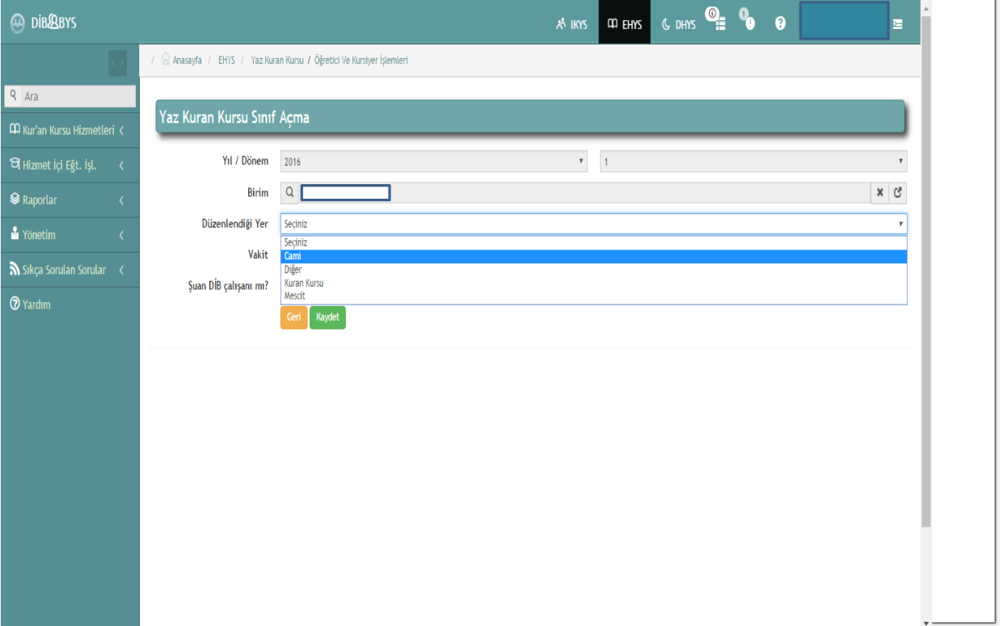 DİBBYS
IKYS
EHYS
DHYS
0
1
/ Anasayfa / EHYS / Yaz Kuran Kursu / Öğretici Ve Kursiyer İşlemleri
Ara
Kur'an Kursu Hizmetleri
Hizmet İçi Eğt. İşl.
Raporlar
Yönetim
Sıkça Sorulan Sorular
Yardım
Yaz Kuran Kursu Sınıf Açma
Yıl / Dönem 2016 1
Birim
Düzenlendiği Yer Seçiniz
Seçiniz
Vakit
Cami
Diğer
Şuan DİB çalışanı mı?
Kuran Kursu
Mescit
Geri Kaydet